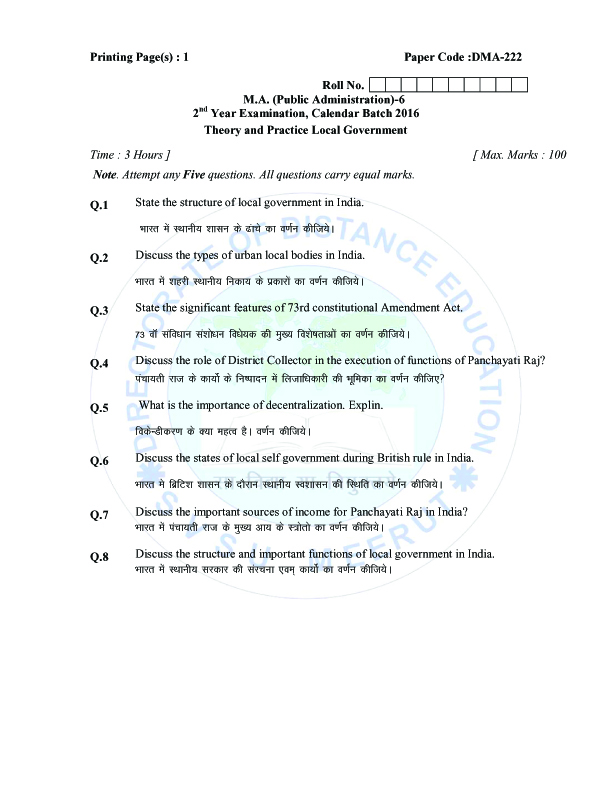 Printing Page(s) : 1 Paper Code :DMA-222
Roll No.
M.A. (Public Administration)-6
2nd Year Examination, Calendar Batch 2016
Theory and Practice Local Government
Time : 3 Hours ] [ Max. Marks : 100
Note. Attempt any Five questions. All questions carry equal marks.
Q.1 State the structure of local government in India.
भारत में स्थानीय शासन के ढांचे का वर्णन कीजिये।
Q.2 Discuss the types of urban local bodies in India.
भारत में शहरी स्थानीय निकाय के प्रकारों का वर्णन कीजिये।
Q.3 State the significant features of 73rd constitutional Amendment Act.
73 वाँ संविधान संशोधन विधेयक की मुख्य विशेषताओं का वर्णन कीजिये।
Q.4 Discuss the role of District Collector in the execution of functions of Panchayati Raj?
पंचायती राज के कार्यो के निष्पादन में लिजाधिकारी की भूमिका का वर्णन कीजिए?
Q.5 What is the importance of decentralization. Explin.
विकेन्डीकरण के क्या महत्व है। वर्णन कीजिये।
Q.6 Discuss the states of local self government during British rule in India.
भारत मे ब्रिटिश शासन के दौरान स्थानीय स्वशासन की स्थिति का वर्णन कीजिये।
Q.7 Discuss the important sources of income for Panchayati Raj in India?
भारत में पंचायती राज के मुख्य आय के स्त्रोतो का वर्णन कीजिये।
Q.8 Discuss the structure and important functions of local government in India.
भारत में स्थानीय सरकार की संरचना एवम् कार्यो का वर्णन कीजिये।
DIRECTORATE OF DISTANCE EDUCATION
S.V.S.U. MEERUT